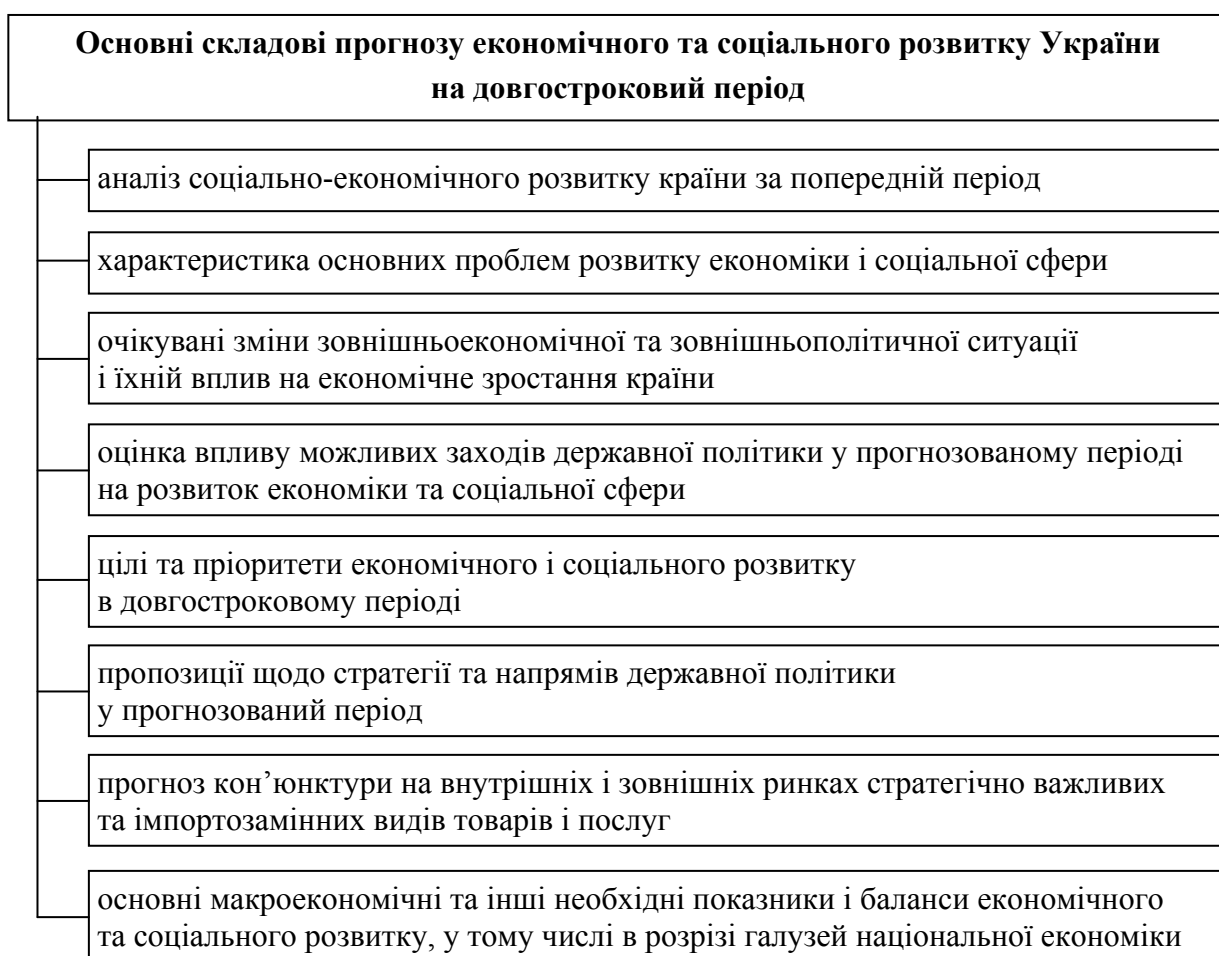 Основні складові прогнозу економічного та соціального розвитку України
на довгостроковий період
аналіз соціально-економічного розвитку країни за попередній період
характеристика основних проблем розвитку економіки і соціальної сфери
очікувані зміни зовнішньоекономічної та зовнішньополітичної ситуації
і їхній вплив на економічне зростання країни
оцінка впливу можливих заходів державної політики у прогнозованому періоді
на розвиток економіки та соціальної сфери
цілі та пріоритети економічного і соціального розвитку
в довгостроковому періоді
пропозиції щодо стратегії та напрямів державної політики
у прогнозований період
прогноз кон’юнктури на внутрішніх і зовнішніх ринках стратегічно важливих
та імпортозамінних видів товарів і послуг
основні макроекономічні та інші необхідні показники і баланси економічного
та соціального розвитку, у тому числі в розрізі галузей національної економіки